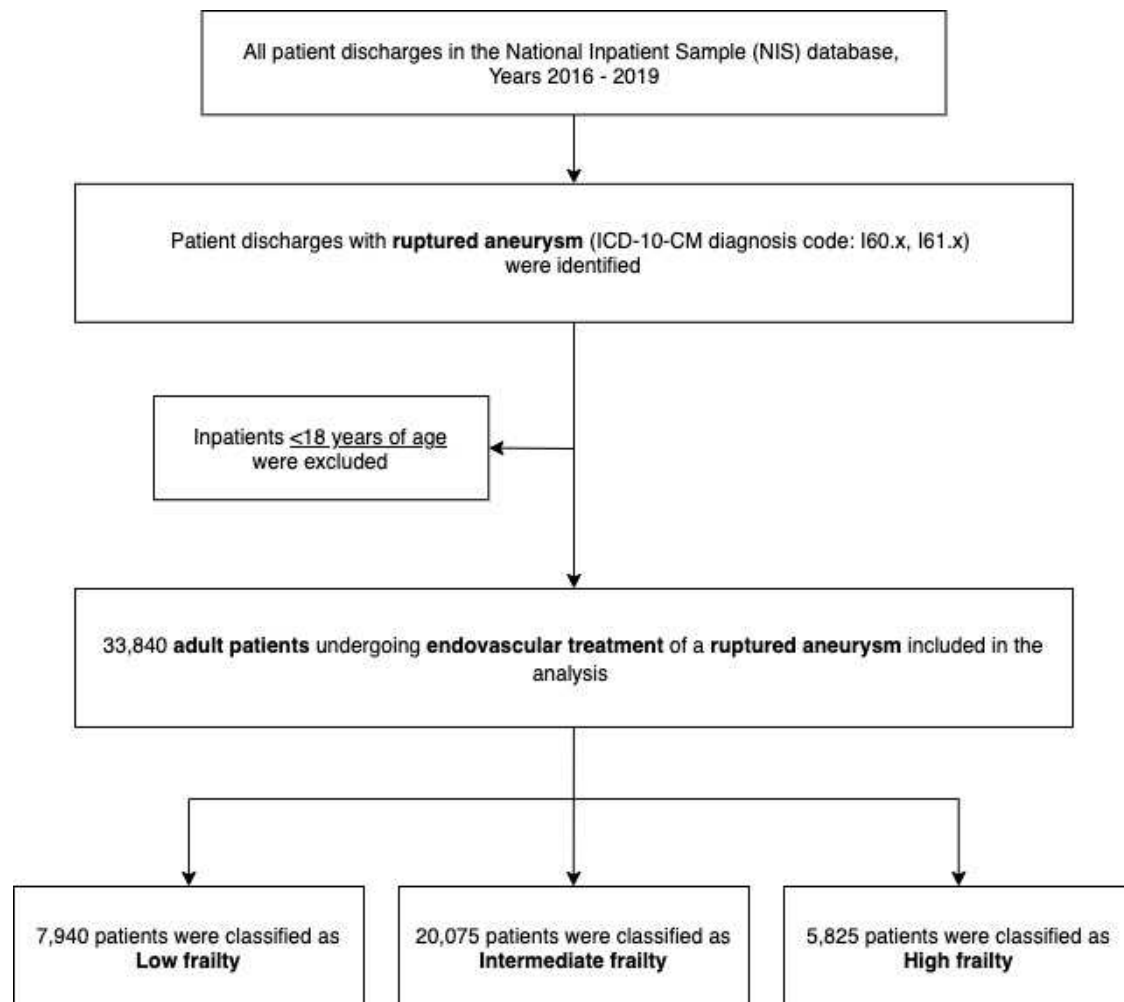 All patient discharges in the National Inpatient Sample (NIS) database,
Years 2016 - 2019
Patient discharges with ruptured aneurysm (ICD-10-CM diagnosis code: I60.x, I61.x)
were identified
Inpatients <18 years of age
were excluded
33,840 adult patients undergoing endovascular treatment of a ruptured aneurysm included in the
analysis
7,940 patients were classified as
Low frailty
20,075 patients were classified as
Intermediate frailty
5,825 patients were classified as
High frailty